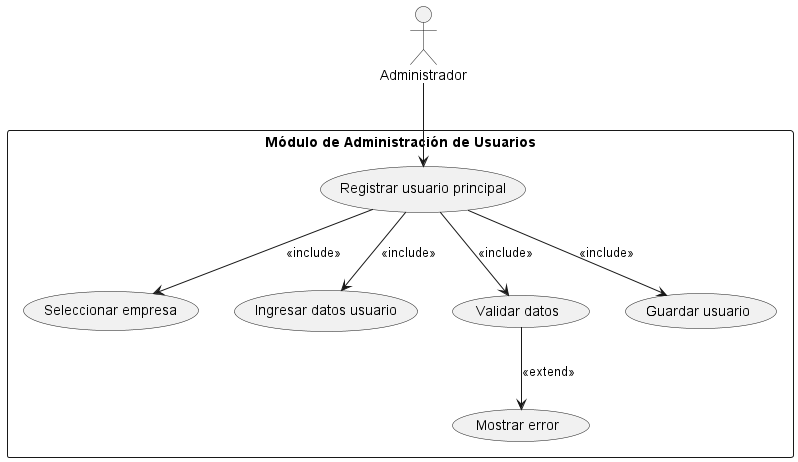 Administrador
Módulo de Administración de Usuarios
Registrar usuario principal
«include»
«include»
«include»
«include»
Seleccionar empresa
Ingresar datos usuario
Validar datos
Guardar usuario
«extend»
Mostrar error